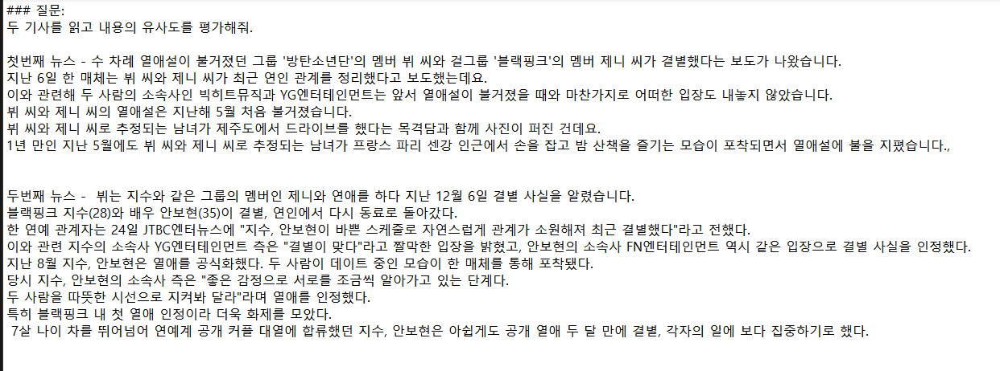 ### 질문:
두 기사를 읽고 내용의 유사도를 평가해줘.
첫번째 뉴스 - 수 차례 열애설이 불거졌던 그룹 '방탄소년단'의 멤버 뷔 씨와 걸그룹 '블랙핑크'의 멤버 제니 씨가 결별했다는 보도가 나왔습니다.
지난 6일 한 매체는 뷔 씨와 제니 씨가 최근 연인 관계를 정리했다고 보도했는데요.
이와 관련해 두 사람의 소속사인 빅히트뮤직과 YG엔터테인먼트는 앞서 열애설이 불거졌을 때와 마찬가지로 어떠한 입장도 내놓지 않았습니다.
뷔 씨와 제니 씨의 열애설은 지난해 5월 처음 불거졌습니다.
뷔 씨와 제니 씨로 추정되는 남녀가 제주도에서 드라이브를 했다는 목격담과 함께 사진이 퍼진 건데요.
1년 만인 지난 5월에도 뷔 씨와 제니 씨로 추정되는 남녀가 프랑스 파리 센강 인근에서 손을 잡고 밤 산책을 즐기는 모습이 포착되면서 열애설에 불을 지폈습니다.,
두번째 뉴스 - 뷔는 지수와 같은 그룹의 멤버인 제니와 연애를 하다 지난 12월 6일 결별 사실을 알렸습니다.
블랙핑크 지수(28)와 배우 안보현(35)이 결별, 연인에서 다시 동료로 돌아갔다.
한 연예 관계자는 24일 JTBC엔터뉴스에 "지수, 안보현이 바쁜 스케줄로 자연스럽게 관계가 소원해져 최근 결별했다"라고 전했다.
이와 관련 지수의 소속사 YG엔터테인먼트 측은 "결별이 맞다"라고 짤막한 입장을 밝혔고, 안보현의 소속사 FN엔터테인먼트 역시 같은 입장으로 결별 사실을 인정했다.
지난 8월 지수, 안보현은 열애를 공식화했다. 두 사람이 데이트 중인 모습이 한 매체를 통해 포착됐다.
당시 지수, 안보현의 소속사 측은 "좋은 감정으로 서로를 조금씩 알아가고 있는 단계다.
두 사람을 따뜻한 시선으로 지켜봐 달라"라며 열애를 인정했다.
특히 블랙핑크 내 첫 열애 인정이라 더욱 화제를 모았다.
7살 나이 차를 뛰어넘어 연예계 공개 커플 대열에 합류했던 지수, 안보현은 아쉽게도 공개 열애 두 달 만에 결별, 각자의 일에 보다 집중하기로 했다.